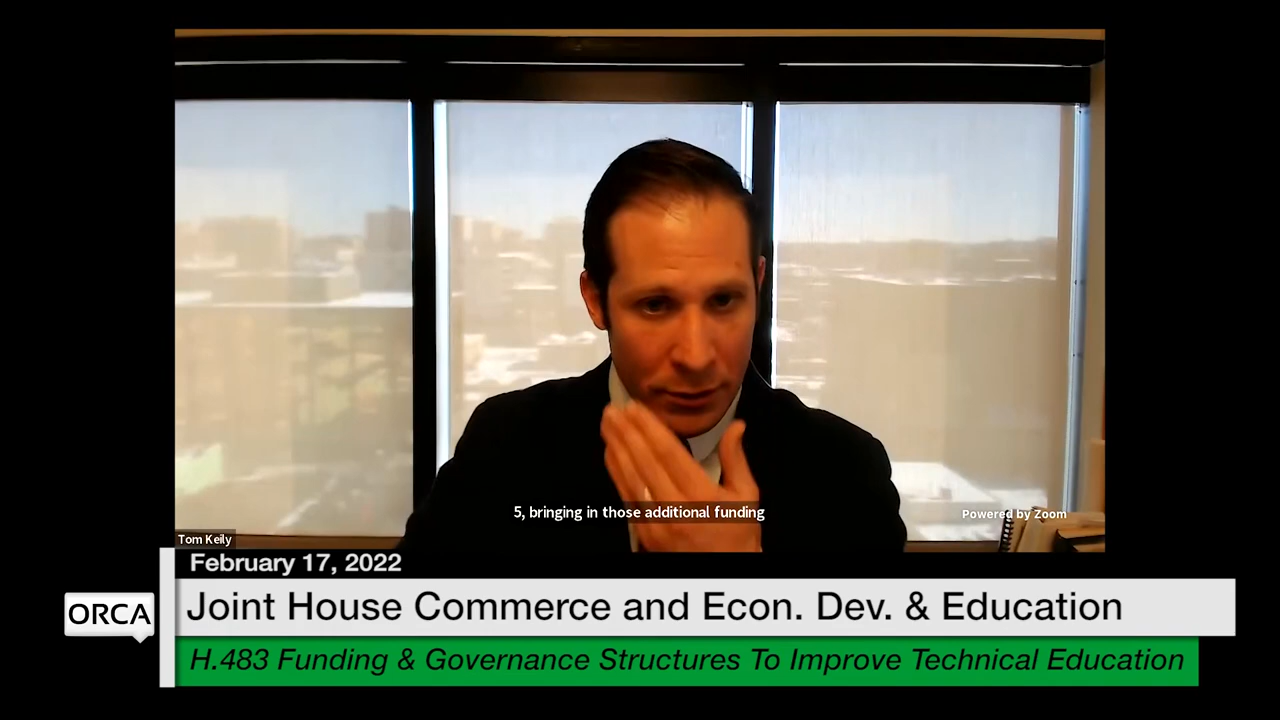 5, bringing in those additional funding
Powered by Zoom
Tom Keily
February 17, 2022
ORCA
Joint House Commerce and Econ. Dev. & Education
H.483 Funding & Governance Structures To Improve Technical Education